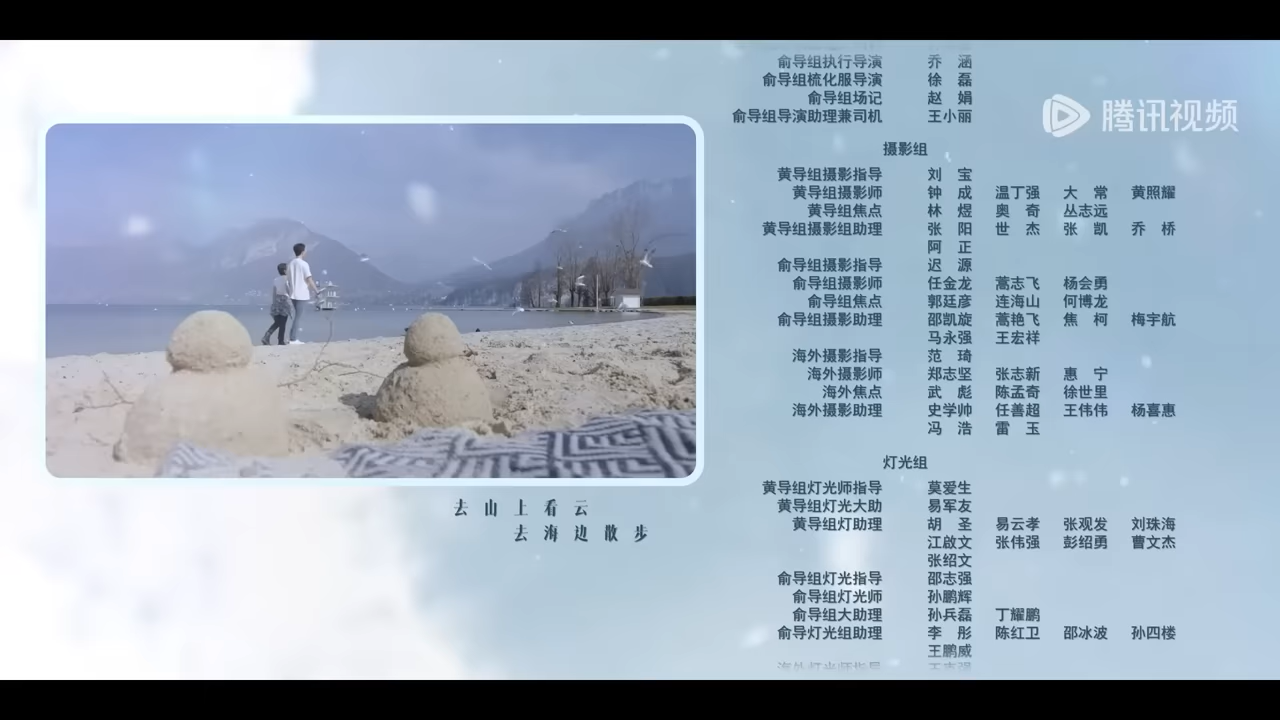 腾讯视频
去山上看云
去海边散步
俞导组执行导演 乔涵
俞导组梳化服导演 徐磊
俞导组场记 赵娟
俞导组导演助理兼司机 王小丽
摄影组
黄导组摄影指导 刘宝
黄导组摄影师 钟成 温丁强 大常 黄照耀
黄导组焦点 林煜 奥奇 丛志远
黄导组摄影组助理 张阳 世杰 张凯 乔桥
阿正
俞导组摄影指导 迟源
俞导组摄影师 任金龙 蒿志飞 杨会勇
俞导组焦点 郭廷彦 连海山 何博龙
俞导组摄影助理 邵凯旋 蒿艳飞 焦柯 梅宇航
马永强 王宏祥
海外摄影指导 范琦
海外摄影师 郑志坚 张志新 惠宁
海外焦点 武彪 陈孟奇 徐世里
海外摄影助理 史学帅 任善超 王伟伟 杨喜惠
冯浩 雷玉
灯光组
黄导组灯光师指导 莫爱生
黄导组灯光大助 易军友
黄导组灯助理 胡圣 易云孝 张观发 刘珠海
江啟文 张伟强 彭绍勇 曹文杰
张绍文
俞导组灯光指导 邵志强
俞导组灯光师 孙鹏辉
俞导组大助理 孙兵磊 丁耀鹏
俞导灯光组助理 李彤 陈红卫 邵冰波 孙四楼
王鹏威